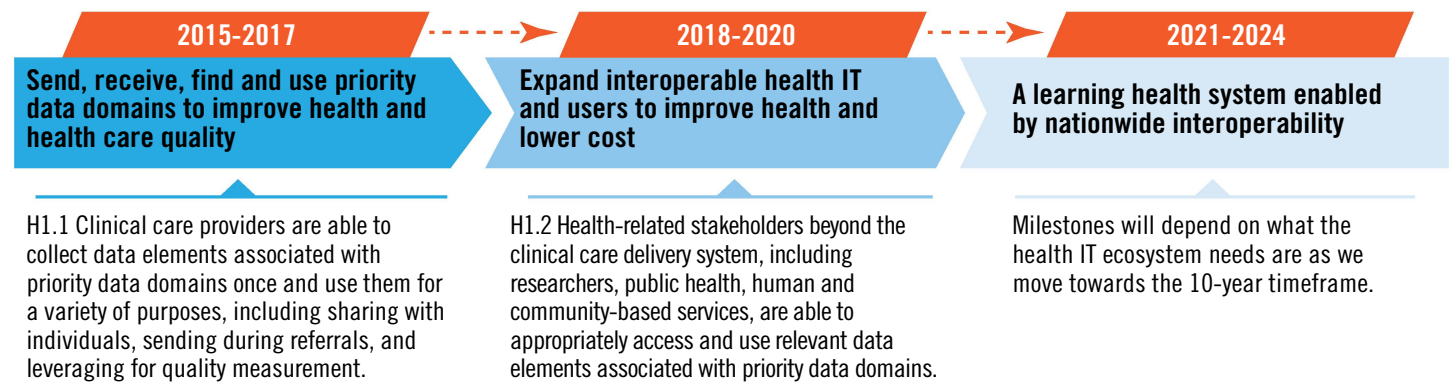 2015-2017
Send, receive, find and use priority
data domains to improve health and
health care quality
H1.1 Clinical care providers are able to
collect data elements associated with
priority data domains once and use them for
a variety of purposes, including sharing with
individuals, sending during referrals, and
leveraging for quality measurement.
2018-2020
Expand interoperable health IT
and users to improve health and
lower cost
H1.2 Health-related stakeholders beyond the
clinical care delivery system, including
researchers, public health, human and
community-based services, are able to
appropriately access and use relevant data
elements associated with priority data domains.
2021-2024
A learning health system enabled
by nationwide interoperability
Milestones will depend on what the
health IT ecosystem needs are as we
move towards the 10-year timeframe.